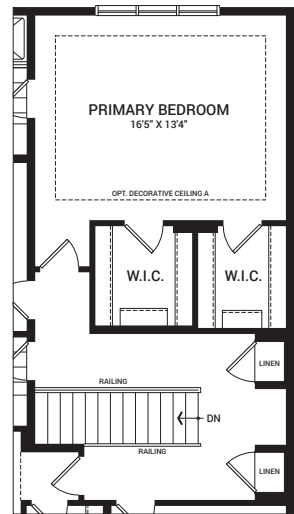 PRIMARY BEDROOM
16'5" X 13'4"
OPT. DECORATIVE CEILING A
W.I.C.
W.I.C.
LINEN
RAILING
DN
RAILING
LINEN